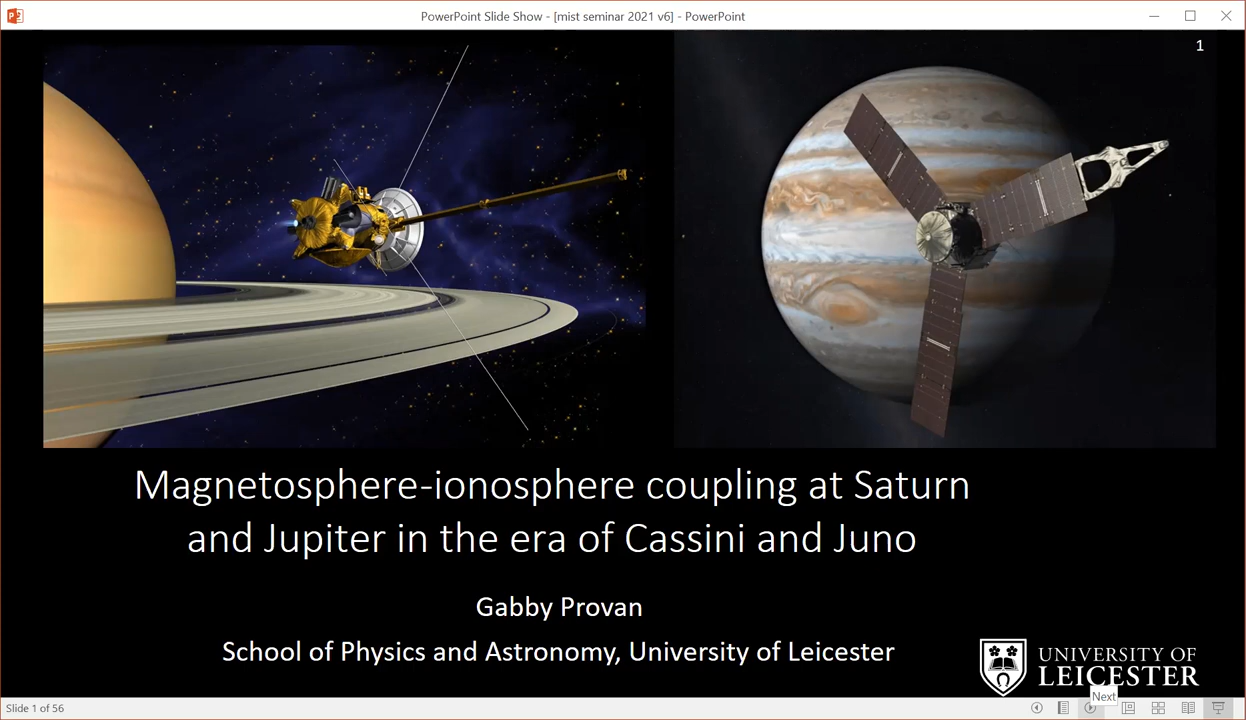 PowerPoint Slide Show - [mist seminar 2021 v6] - PowerPoint
1
Magnetosphere-ionosphere coupling at Saturn
and Jupiter in the era of Cassini and Juno
Gabby Provan
School of Physics and Astronomy, University of Leicester
UNIVERSITY OF
LEICESTER
Next
Slide 1 of 56